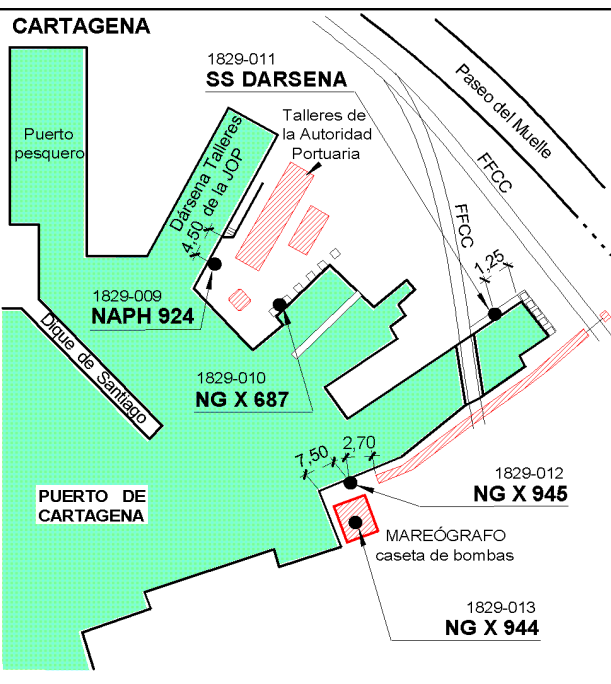 CARTAGENA
1829-011
SS DARSENA
Paseo del Muelle
FFCC
FFCC
Puerto
pesquero
Talleres de
la Autoridad
Portuaria
Dársena Talleres
de la JOP
4,50
1,25
1829-009
NAPH 924
Dique de Santiago
1829-010
NG X 687
7,50
2,70
1829-012
NG X 945
PUERTO DE
CARTAGENA
MAREÓGRAFO
caseta de bombas
1829-013
NG X 944